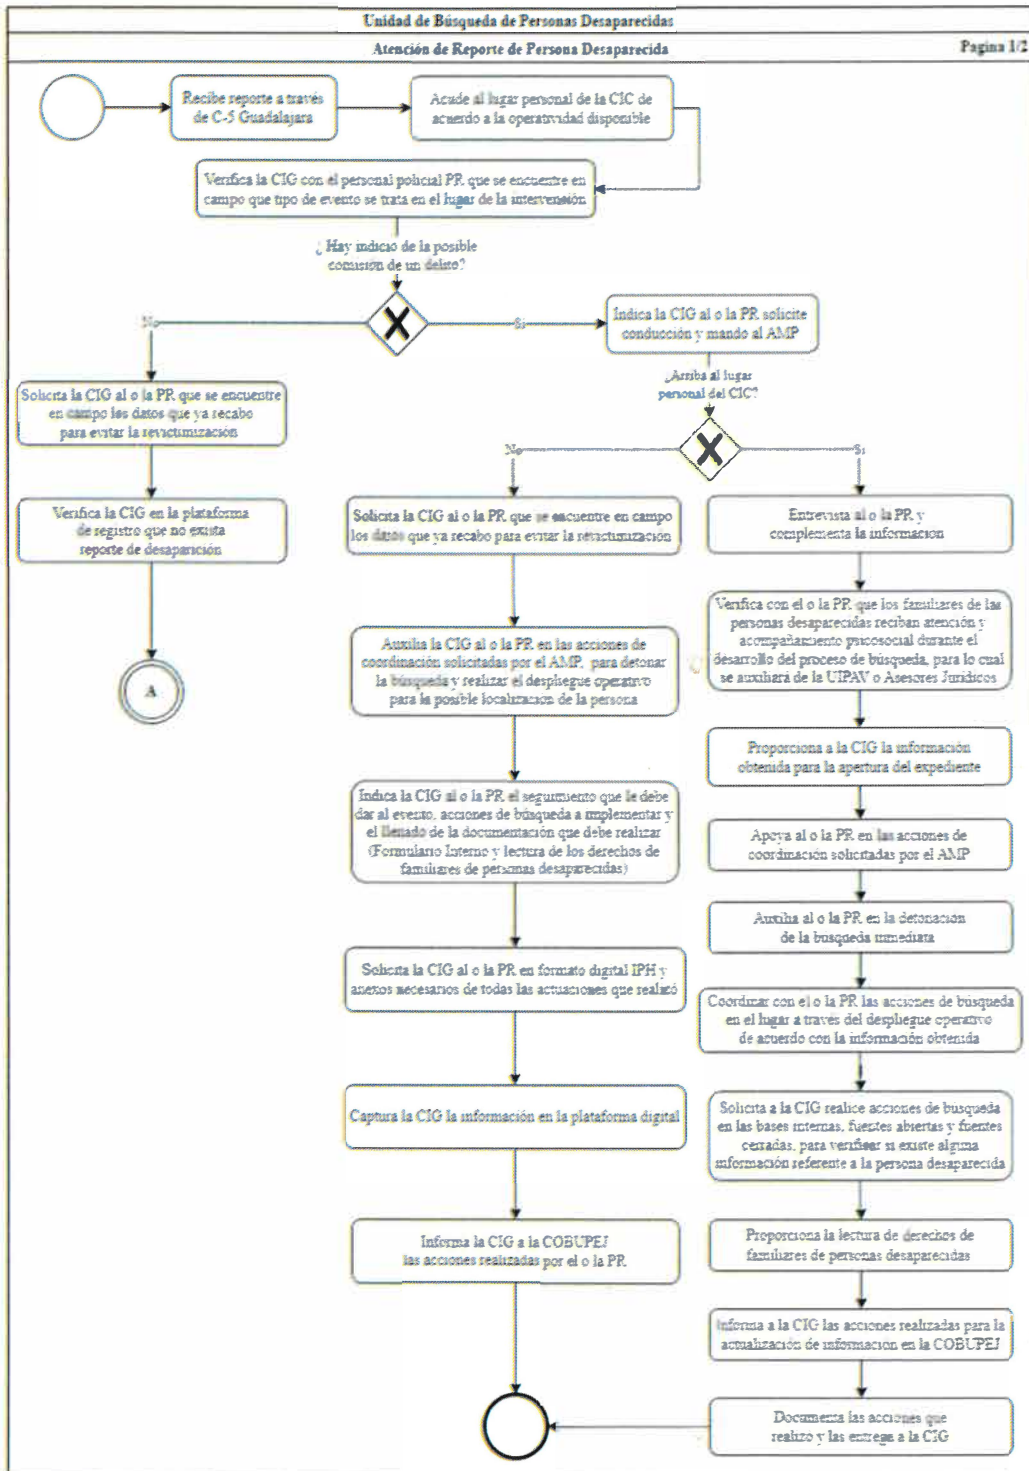 Unidad de Búsqueda de Personas Desaparecidas
Atención de Reporte de Persona Desaparecida
Pagina 1/2
Recibe reporte a través
de C-5 Guadalajara
Acude al lugar personal de la CIC de
acuerdo a la operatividad disponible
Verifica la CIG con el personal policial PR que se encuentre en
campo que tipo de evento se trata en el lugar de la intervensión
¿Hay indicio de la posible
comisión de un delito?
No
Si
Indica la CIG al o la PR solicite
conducción y mando al AMP
Solicita la CIG al o la PR que se encuentre
en campo los datos que ya recabo
para evitar la revictimización
¿Arriba al lugar
personal del CIC?
No
Si
Verifica la CIG en la plataforma
de registro que no exista
reporte de desaparición
A
Solicita la CIG al o la PR que se encuentre en campo
los datos que ya recabo para evitar la revictimización
Auxilia la CIG al o la PR en las acciones de
coordinación solicitadas por el AMP, para detonar
la búsqueda y realizar el despliegue operativo
para la posible localización de la persona
Indica la CIG al o la PR el seguimiento que le debe
dar al evento, acciones de búsqueda a implementar y
el llenado de la documentación que debe realizar
(Formulario Interno y lectura de los derechos de
familiares de personas desaparecidas)
Solicita la CIG al o la PR en formato digital IPH y
anexos necesarios de todas las actuaciones que realizó
Captura la CIG la información en la plataforma digital
Informa la CIG a la COBUPEJ
las acciones realizadas por el o la PR
Entrevista al o la PR y
complementa la información
Verifica con el o la PR que los familiares de las
personas desaparecidas reciban atención y
acompañamiento psicosocial durante el
desarrollo del proceso de búsqueda, para lo cual
se auxiliará de la UIPAV o Asesores Jurídicos
Proporciona a la CIG la información
obtenida para la apertura del expediente
Apoya al o la PR en las acciones de
coordinación solicitadas por el AMP
Auxilia al o la PR en la detonación
de la busqueda inmediata
Coordinar con el o la PR las acciones de búsqueda
en el lugar a través del despliegue operativo
de acuerdo con la información obtenida
Solicita a la CIG realice acciones de busqueda
en las bases internas, fuentes abiertas y fuentes
cerradas, para verificar si existe alguna
información referente a la persona desaparecida
Proporciona la lectura de derechos de
familiares de personas desaparecidas
Informa a la CIG las acciones realizadas para la
actualización de informacion en la COBUPEJ
Documenta las acciones que
realizo y las entrega a la CIG